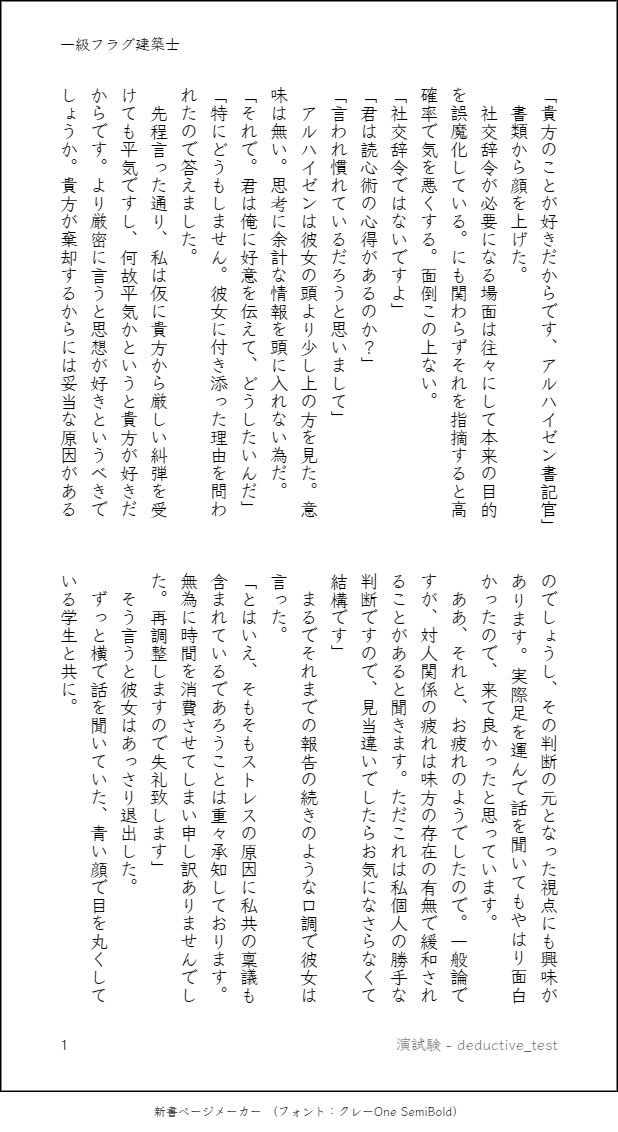 一級フラグ建築士
「貴方のことが好きだからです、アルハイゼン書記官」
書類から顔を上げた。
社交辞令が必要になる場面は往々にして本来の目的
を誤魔化している。にも関わらずそれを指摘すると高
確率で気を悪くする。面倒この上ない。
「社交辞令ではないですよ」
「君は読心術の心得があるのか？」
「言われ慣れているだろうと思いまして」
アルハイゼンは彼女の頭より少し上の方を見た。意
味は無い。思考に余計な情報を頭に入れない為だ。
「それで。君は俺に好意を伝えて、どうしたいんだ」
「特にどうもしません。彼女に付き添った理由を問わ
れたので答えました。
先程言った通り、私は仮に貴方から厳しい糾弾を受
けても平気ですし、何故平気かというと貴方が好きだ
からです。より厳密に言うと思想が好きというべきで
しょうか。貴方が棄却するからには妥当な原因がある
のでしょうし、その判断の元となった視点にも興味が
あります。実際足を運んで話を聞いてもやはり面白
かったので、来て良かったと思っています。
ああ、それと、お疲れのようでしたので。一般論で
すが、対人関係の疲れは味方の存在の有無で緩和され
ることがあると聞きます。ただこれは私個人の勝手な
判断ですので、見当違いでしたらお気になさらなくて
結構です」
まるでそれまでの報告の続きのような口調で彼女は
言った。
「とはいえ、そもそもストレスの原因に私共の稟議も
含まれているであろうことは重々承知しております。
無為に時間を消費させてしまい申し訳ありませんでし
た。再調整しますので失礼致します」
そう言うと彼女はあっさり退出した。
ずっと横で話を聞いていた、青い顔で目を丸くして
いる学生と共に。
1
演試験 - deductive_test
新書ページメーカー （フォント：クレーOne SemiBold）